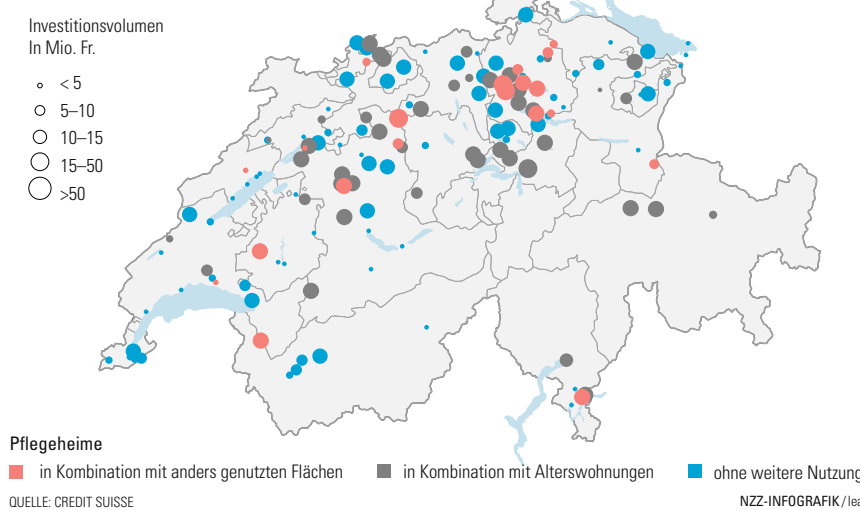 Investitionsvolumen
In Mio. Fr.
< 5
5–10
10–15
15–50
>50
Pflegeheime
in Kombination mit anders genutzten Flächen
in Kombination mit Alterswohnungen
ohne weitere Nutzung
QUELLE: CREDIT SUISSE
NZZ-INFOGRAFIK/lea